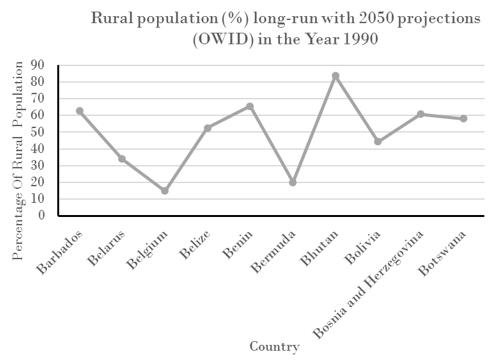 Rural population (%) long-run with 2050 projections
(OWID) in the Year 1990
Percentage Of Rural Population
90
80
70
60
50
40
30
20
10
0
Barbados
Belarus
Belgium
Belize
Benin
Bermuda
Bhutan
Bolivia
Bosnia and Herzegovina
Botswana
Country